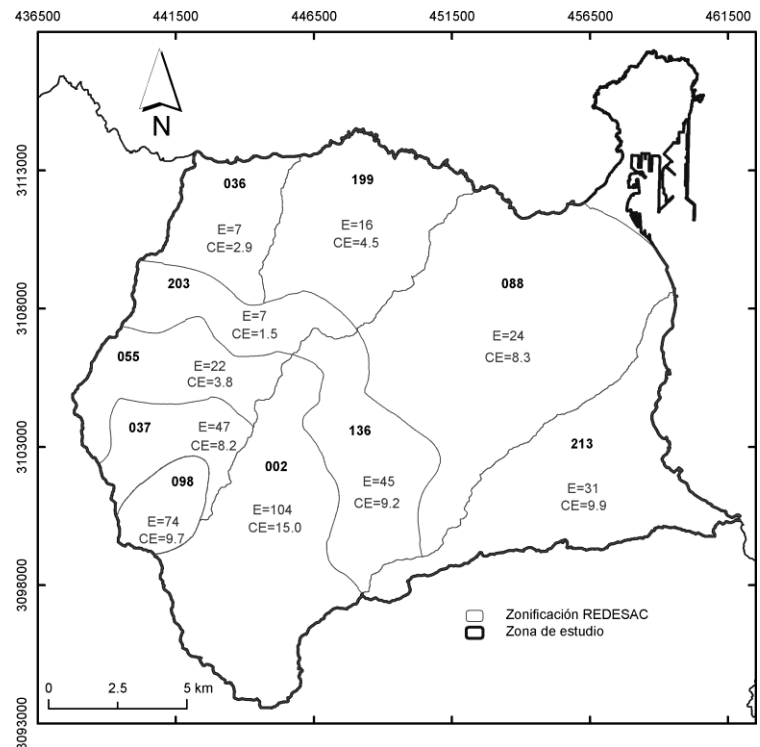 436500 441500 446500 451500 456500 461500
3113000
3108000
3103000
3098000
3093000
N
036
E=7
CE=2.9
199
E=16
CE=4.5
203
E=7
CE=1.5
088
E=24
CE=8.3
055
E=22
CE=3.8
037
E=47
CE=8.2
098
E=74
CE=9.7
002
E=104
CE=15.0
136
E=45
CE=9.2
213
E=31
CE=9.9
Zonificación REDESAC
Zona de estudio
0 2.5 5 km